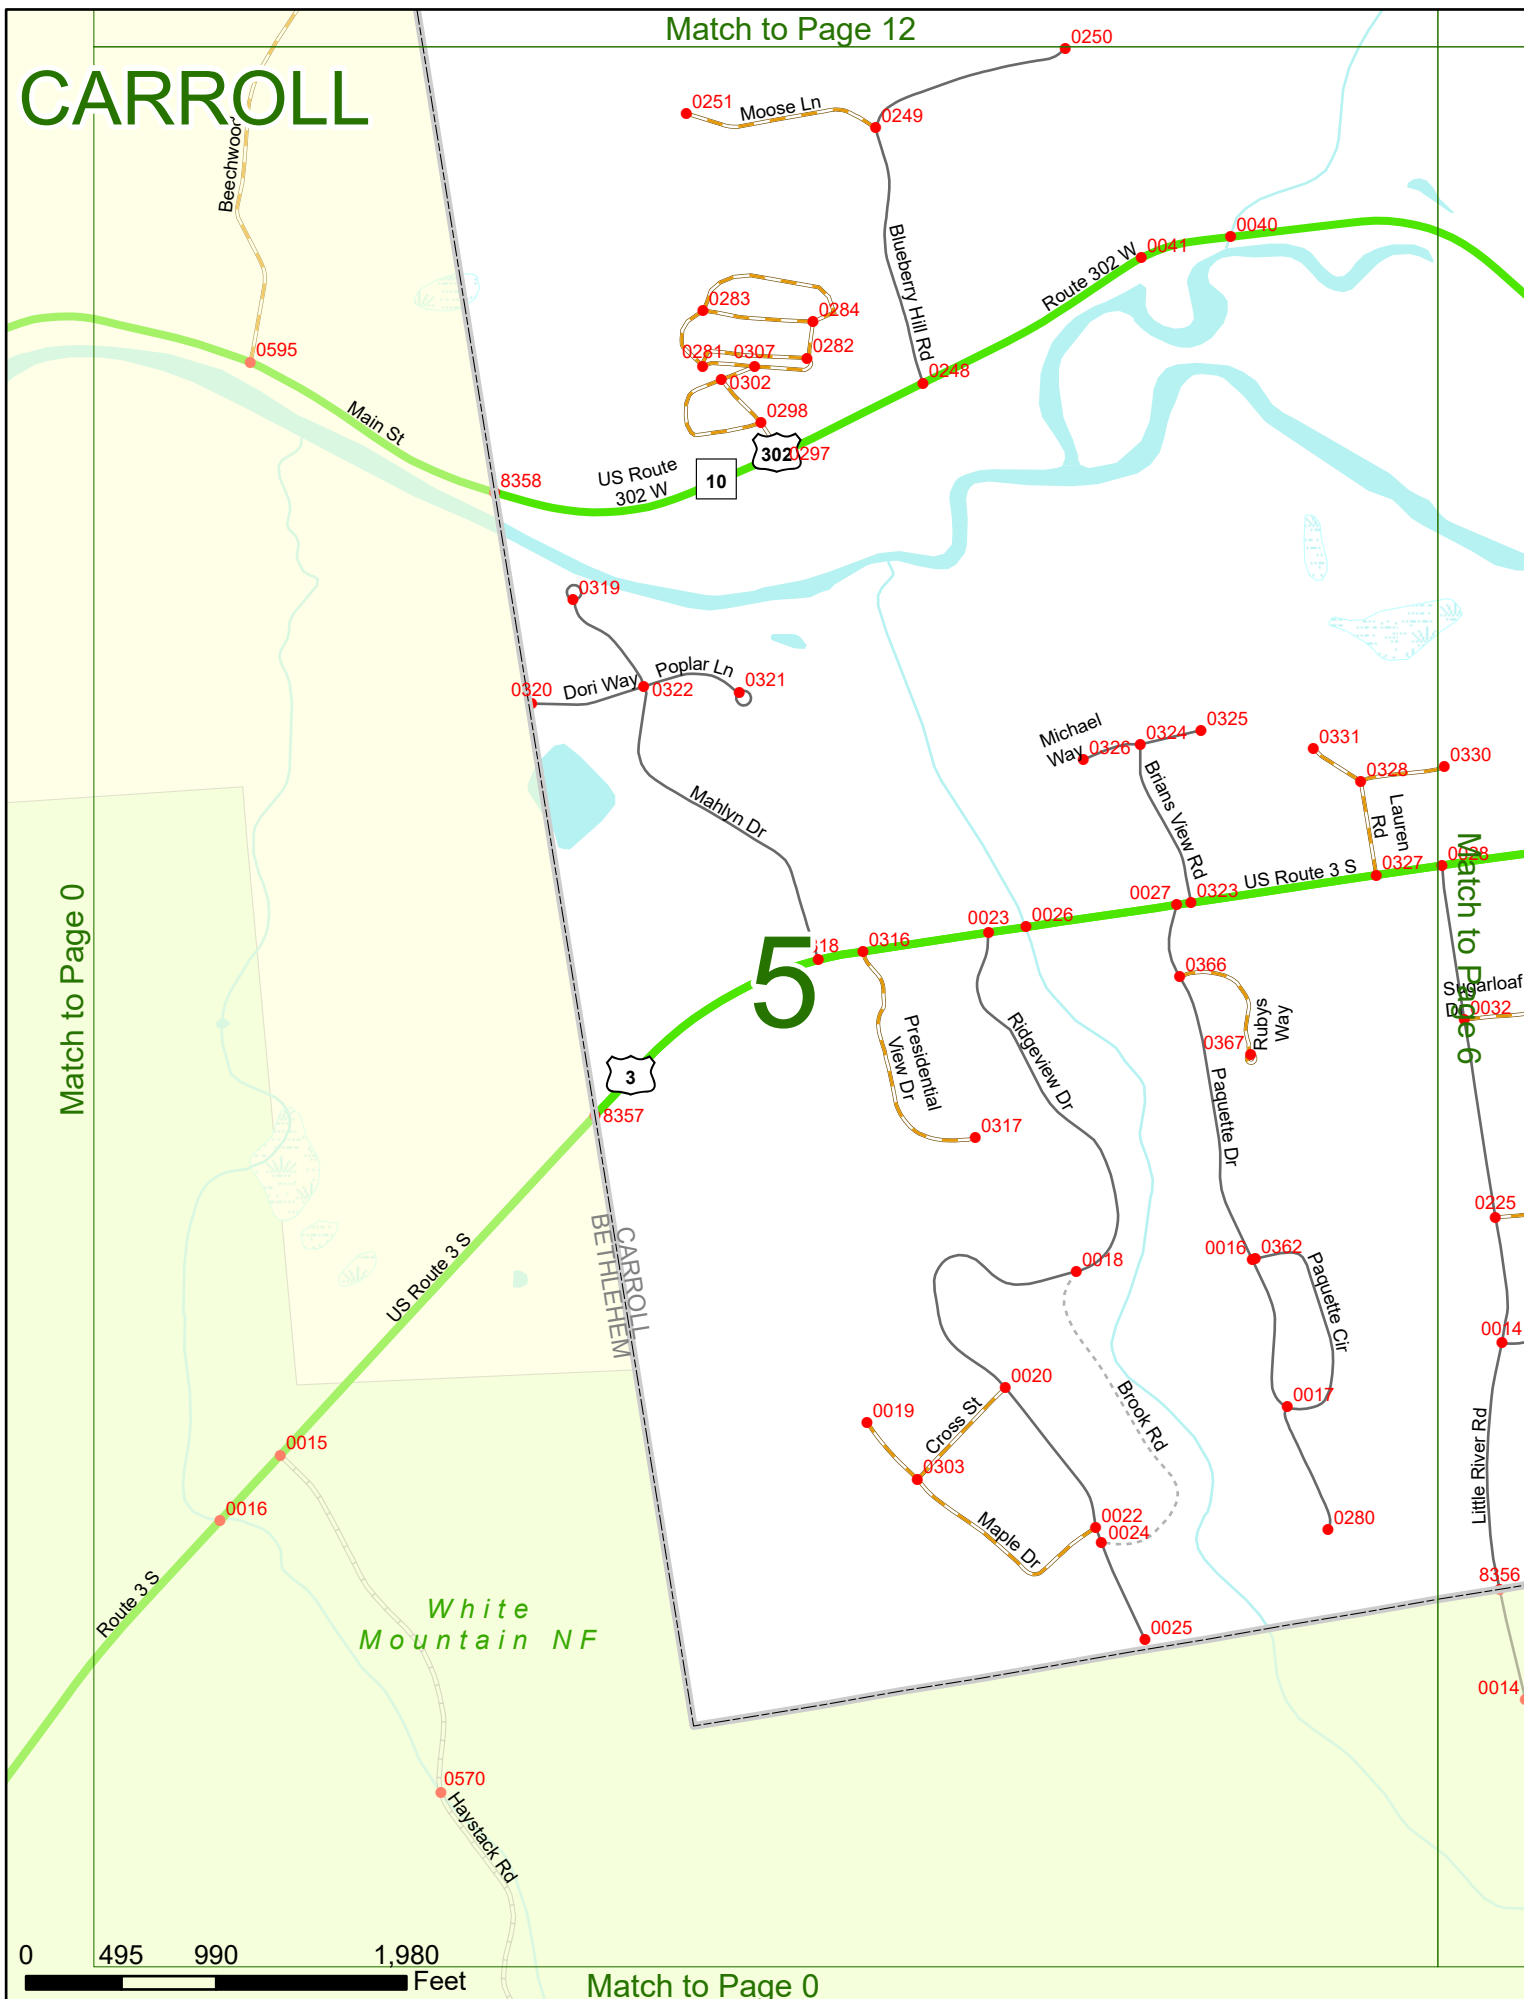 Match to Page 12
CARROLL
0250
0251
Moose Ln
0249
Beechwood
Blueberry Hill Rd
Route 302 W
0041
0040
0283
0284
0281
0307
0282
0595
0302
0248
0298
Main St
302
0297
US Route
302 W
10
8358
0319
Poplar Ln
0321
0320
Dori Way
0322
Michael
Way
0326
0324
0325
0331
0330
0328
Brians View Rd
Lauren
Rd
Mahlyn Dr
0028
0327
US Route 3 S
0027
0323
Match to Page 0
Match to Page 6
0023
0026
0316
18
5
0366
Sugarloaf
Dr
0032
Rubys
Way
0367
Presidential
View Dr
Ridgeview Dr
Paquette Dr
3
8357
0317
0225
CARROLL
BETHLEHEM
US Route 3 S
0018
0016
0362
Paquette Cir
0014
0020
Brook Rd
0019
Cross St
0017
Little River Rd
0015
0303
0016
0022
0024
Maple Dr
0280
Route 3 S
8356
White
Mountain NF
0025
0014
0570
Haystack Rd
0 495 990 1,980
Feet
Match to Page 0